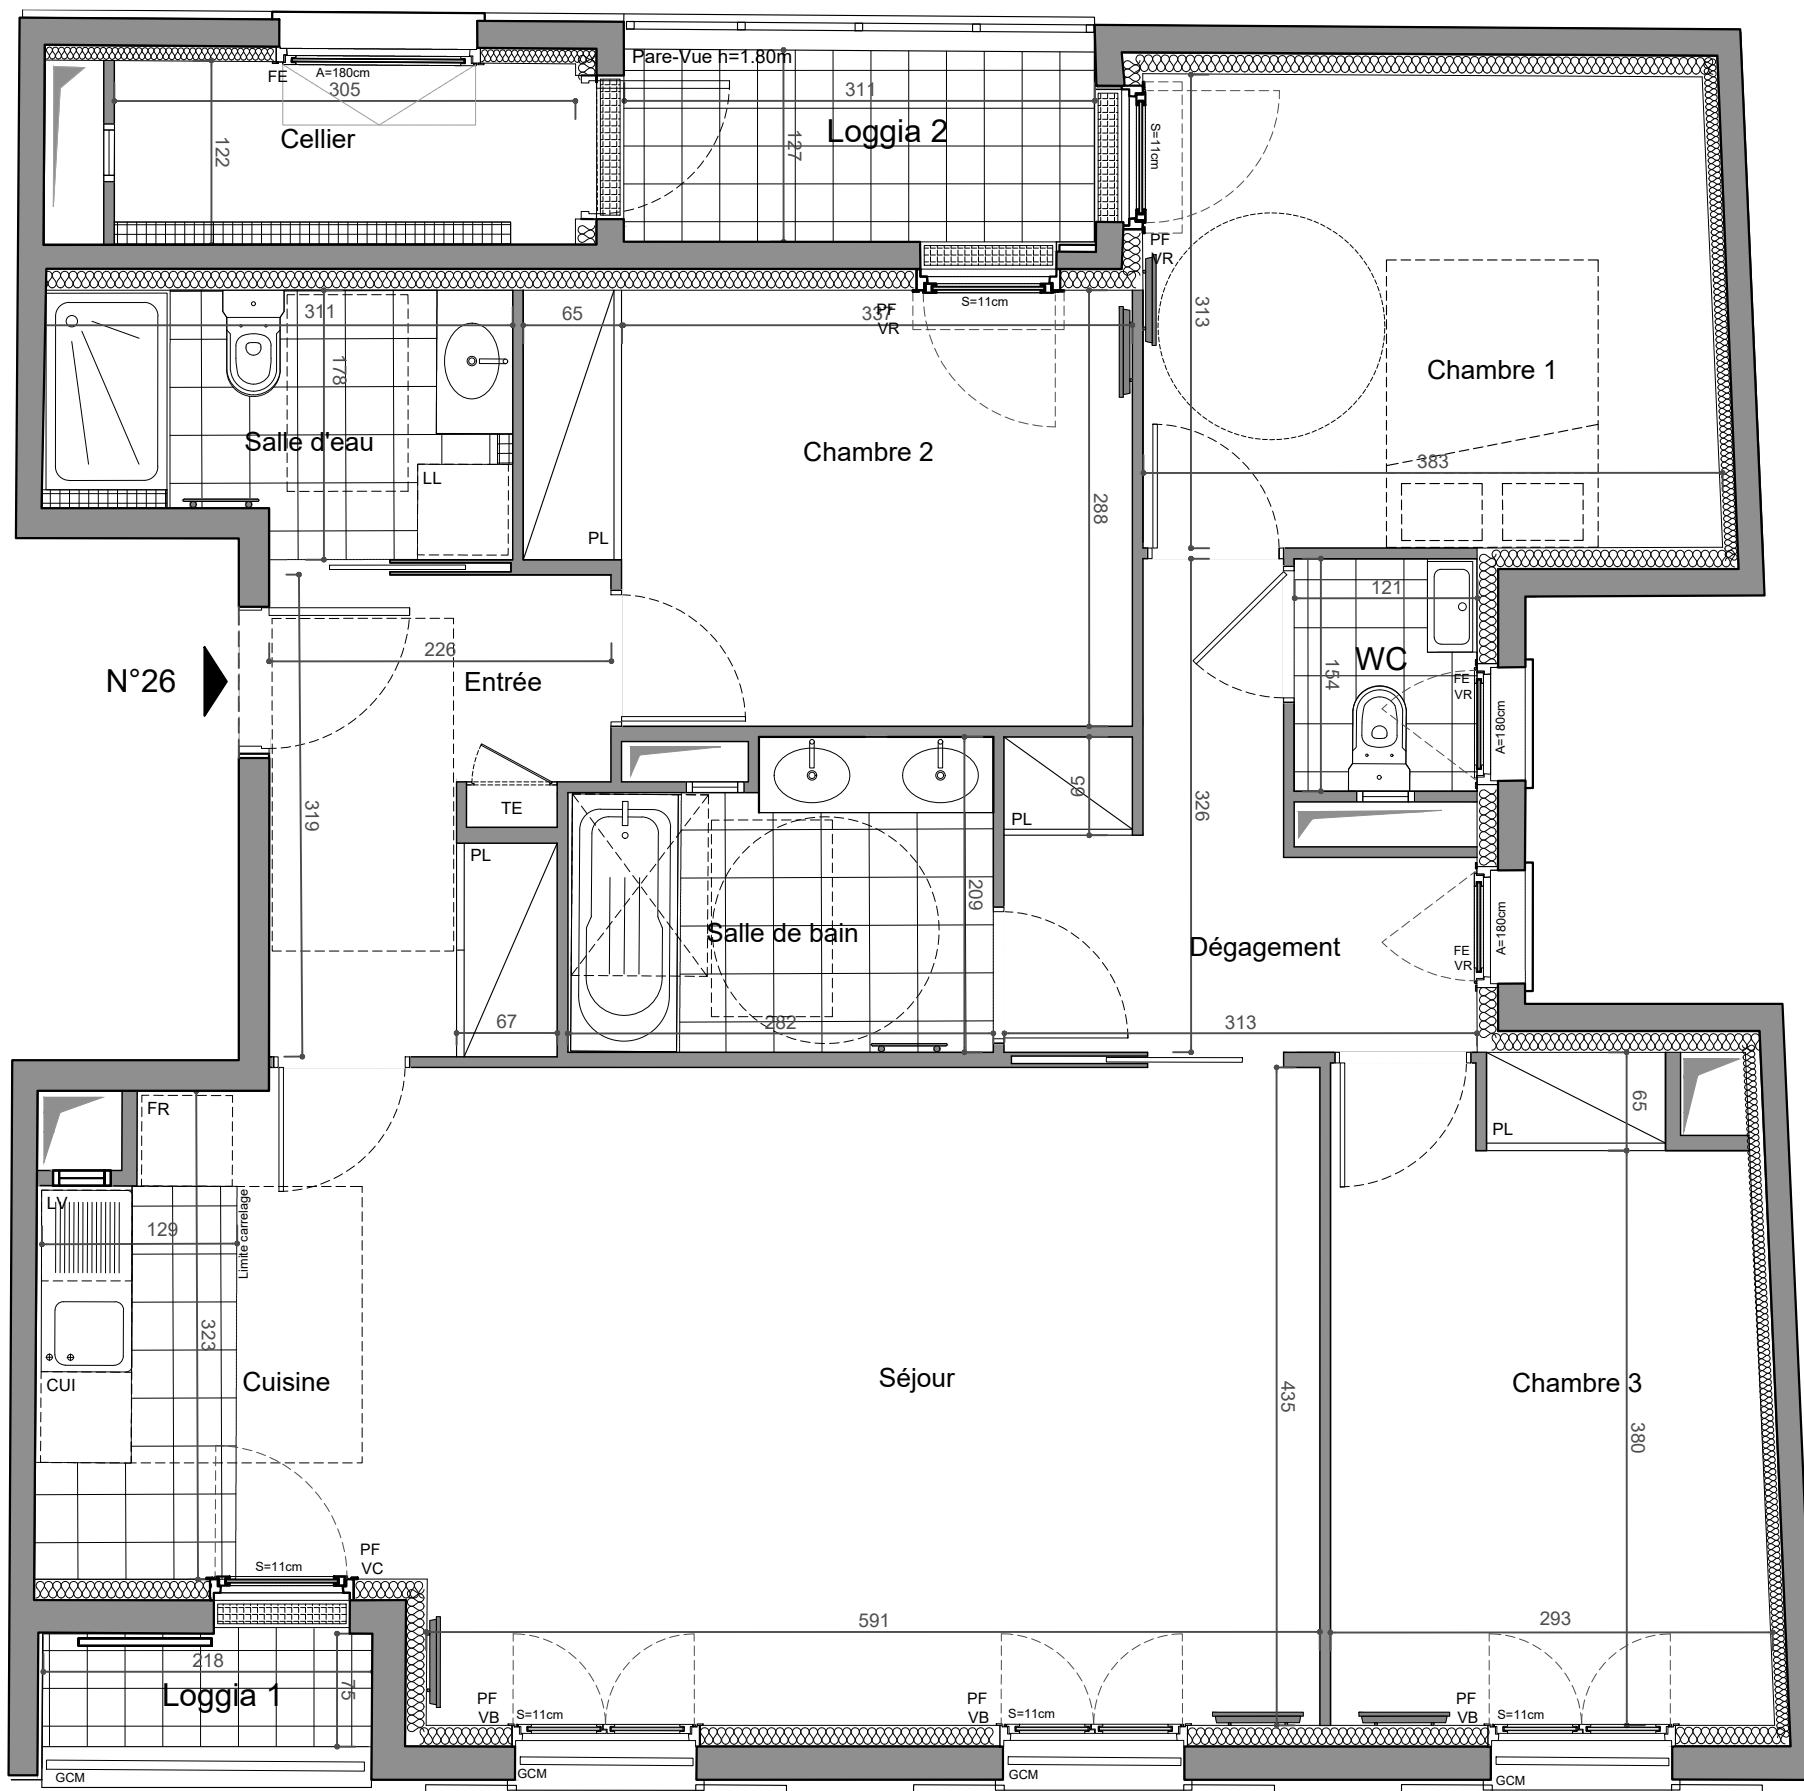 Pare-Vue h=1.80m
FE
A=180cm
305
311
Cellier
Loggia 2
122
127
S=11cm
PF
VR
311
65
337
PF
VR
S=11cm
313
178
Chambre 1
Salle d'eau
Chambre 2
383
LL
288
PL
121
226
N°26
Entrée
WC
154
FE
VR
A=180cm
TE
319
65
PL
326
PL
209
Salle de bain
Dégagement
FE
VR
A=180cm
67
282
313
FR
65
PL
LV
129
Limite carrelage
323
CUI
Cuisine
Séjour
435
Chambre 3
380
S=11cm
PF
VC
591
293
218
Loggia 1
75
PF
VB
S=11cm
PF
VB
S=11cm
PF
VB
S=11cm
GCM
GCM
GCM
GCM